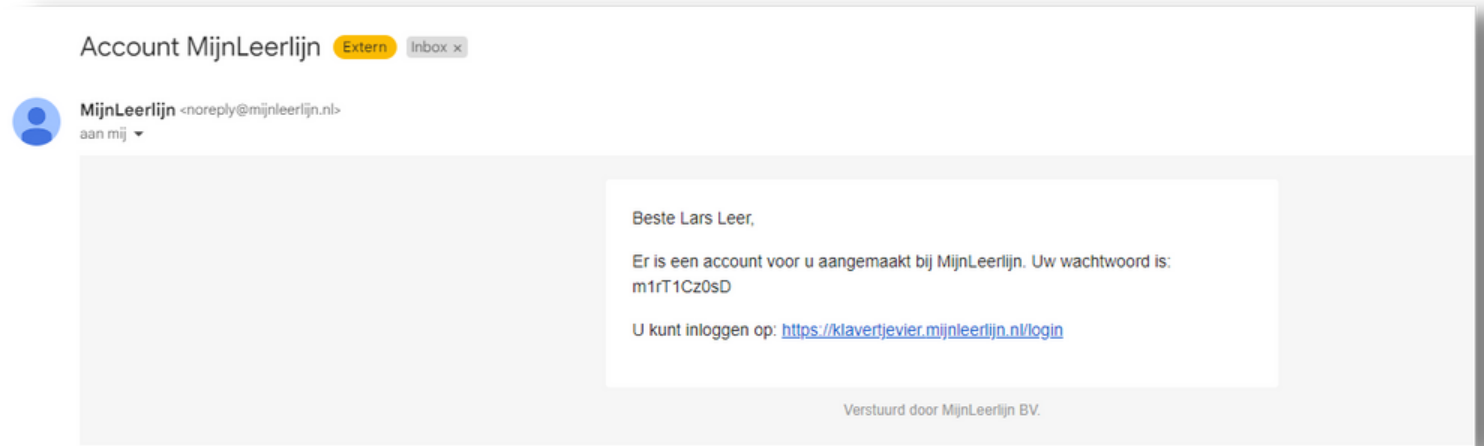 Account MijnLeerlijn Extern Inbox x
MijnLeerlijn <noreply@mijnleerlijn.nl>
aan mij
Beste Lars Leer,
Er is een account voor u aangemaakt bij MijnLeerlijn. Uw wachtwoord is:
m1rT1Cz0sD
U kunt inloggen op: https://klavertjevier.mijnleerlijn.nl/login
Verstuurd door MijnLeerlijn BV.